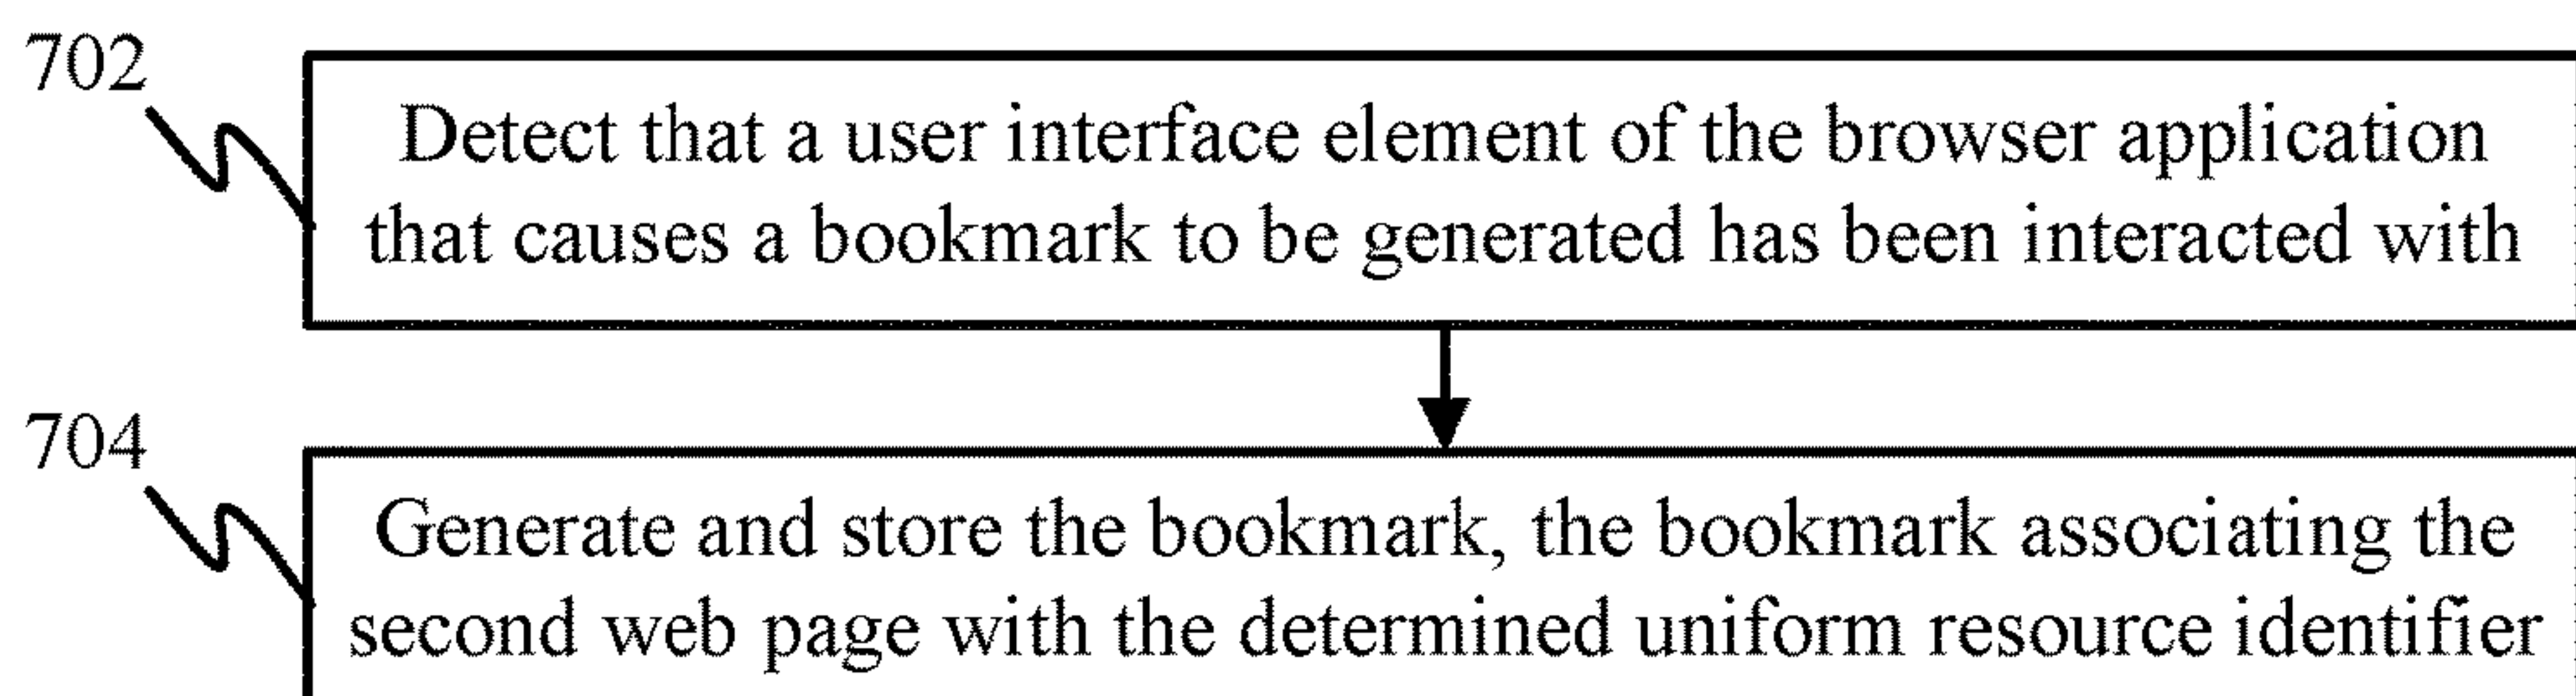 702
Detect that a user interface element of the browser application
that causes a bookmark to be generated has been interacted with
704
Generate and store the bookmark, the bookmark associating the
second web page with the determined uniform resource identifier